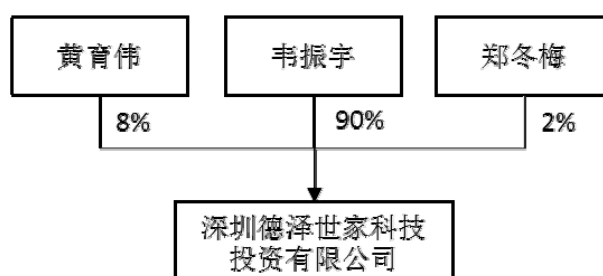 黄育伟
韦振宇
郑冬梅
8%
90%
2%
深圳德泽世家科技
投资有限公司